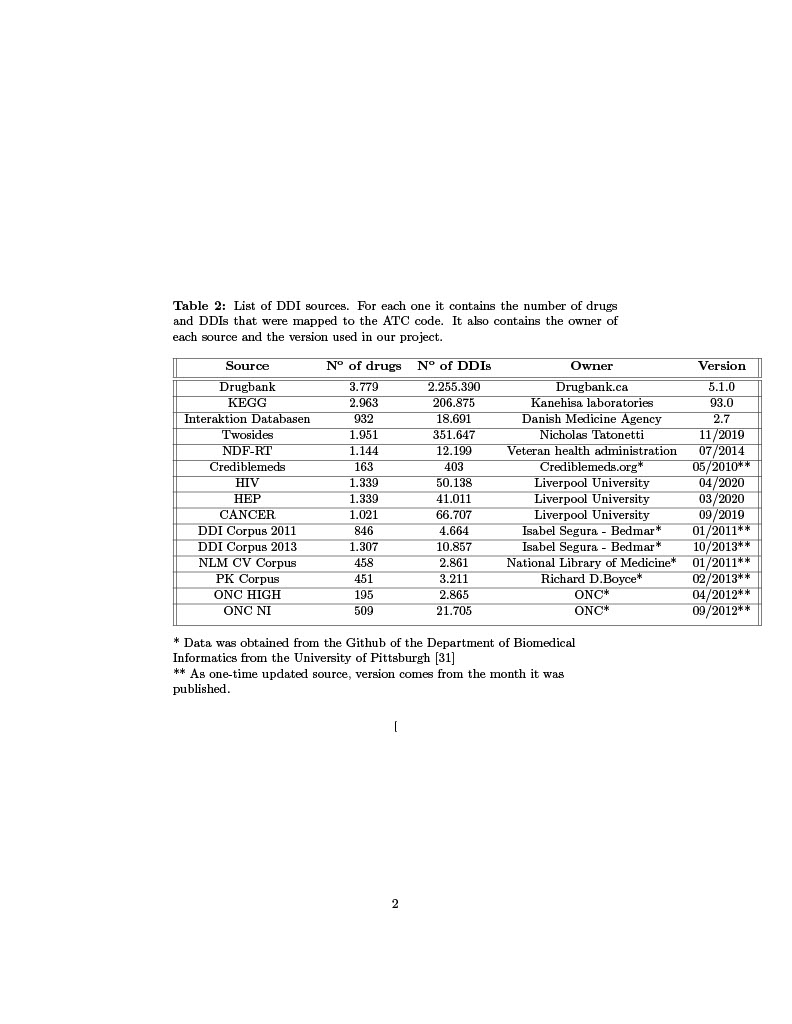 Table 2: List of DDI sources. For each one it contains the number of drugs
and DDIs that were mapped to the ATC code. It also contains the owner of
each source and the version used in our project.
Source Nº of drugs Nº of DDIs Owner Version
Drugbank 3.779 2.255.390 Drugbank.ca 5.1.0
KEGG 2.963 206.875 Kanehisa laboratories 93.0
Interaktion Databasen 932 18.691 Danish Medicine Agency 2.7
Twosides 1.951 351.647 Nicholas Tatonetti 11/2019
NDF-RT 1.144 12.199 Veteran health administration 07/2014
Crediblemeds 163 403 Crediblemeds.org* 05/2010**
HIV 1.339 50.138 Liverpool University 04/2020
HEP 1.339 41.011 Liverpool University 03/2020
CANCER 1.021 66.707 Liverpool University 09/2019
DDI Corpus 2011 846 4.664 Isabel Segura - Bedmar* 01/2011**
DDI Corpus 2013 1.307 10.857 Isabel Segura - Bedmar* 10/2013**
NLM CV Corpus 458 2.861 National Library of Medicine* 01/2011**
PK Corpus 451 3.211 Richard D.Boyce* 02/2013**
ONC HIGH 195 2.865 ONC* 04/2012**
ONC NI 509 21.705 ONC* 09/2012**
* Data was obtained from the Github of the Department of Biomedical
Informatics from the University of Pittsburgh [31]
** As one-time updated source, version comes from the month it was
published.
[
2